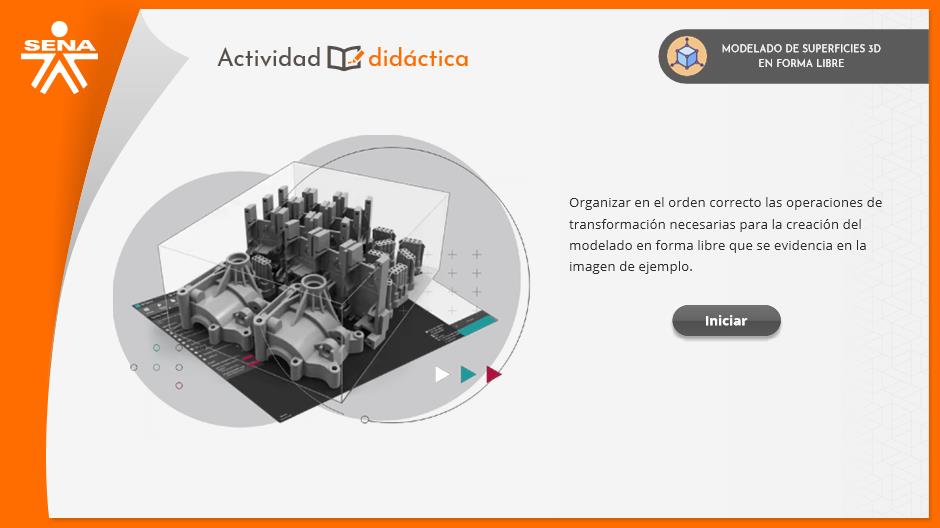 SENA
Actividad didáctica
MODELADO DE SUPERFICIES 3D
EN FORMA LIBRE
Organizar en el orden correcto las operaciones de
transformación necesarias para la creación del
modelado en forma libre que se evidencia en la
imagen de ejemplo.
Iniciar